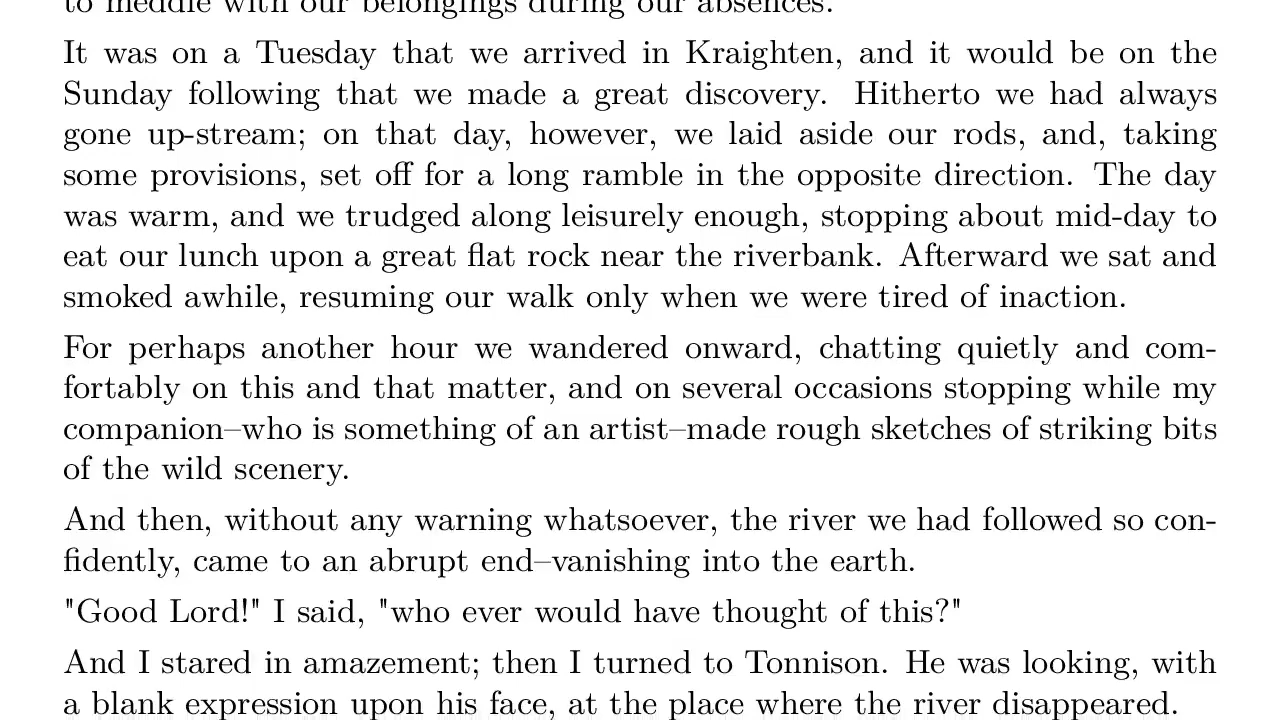 to meddle with our belongings during our absences.
It was on a Tuesday that we arrived in Kraighten, and it would be on the
Sunday following that we made a great discovery. Hitherto we had always
gone up-stream; on that day, however, we laid aside our rods, and, taking
some provisions, set off for a long ramble in the opposite direction. The day
was warm, and we trudged along leisurely enough, stopping about mid-day to
eat our lunch upon a great flat rock near the riverbank. Afterward we sat and
smoked awhile, resuming our walk only when we were tired of inaction.
For perhaps another hour we wandered onward, chatting quietly and com-
fortably on this and that matter, and on several occasions stopping while my
companion–who is something of an artist–made rough sketches of striking bits
of the wild scenery.
And then, without any warning whatsoever, the river we had followed so con-
fidently, came to an abrupt end–vanishing into the earth.
"Good Lord!" I said, "who ever would have thought of this?"
And I stared in amazement; then I turned to Tonnison. He was looking, with
a blank expression upon his face, at the place where the river disappeared.